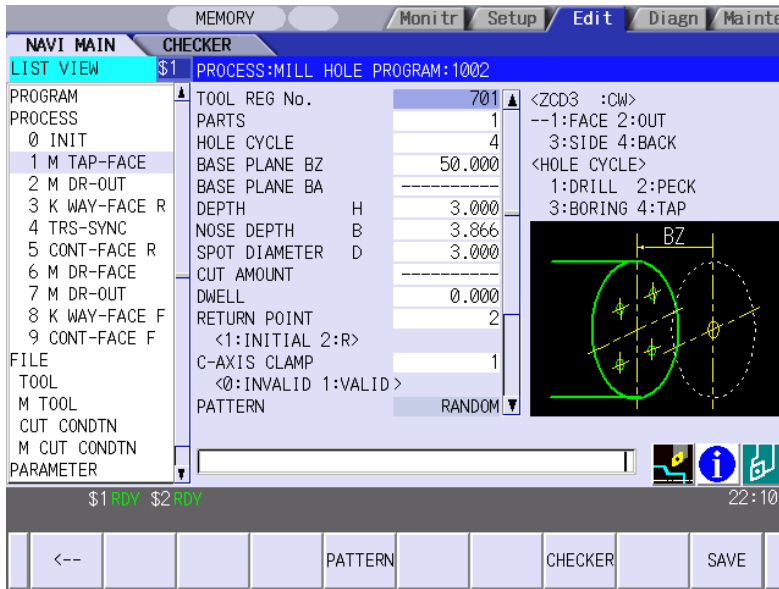 MEMORY
Monitr Setup Edit Diagn Mainte
NAVI MAIN CHECKER
LIST VIEW $1 PROCESS:MILL HOLE PROGRAM:1002
PROGRAM
PROCESS
0 INIT
1 M TAP-FACE
2 M DR-OUT
3 K WAY-FACE R
4 TRS-SYNC
5 CONT-FACE R
6 M DR-FACE
7 M DR-OUT
8 K WAY-FACE F
9 CONT-FACE F
FILE
TOOL
M TOOL
CUT CONDTN
M CUT CONDTN
PARAMETER
TOOL REG No. 701
PARTS 1
HOLE CYCLE 4
BASE PLANE BZ 50.000
BASE PLANE BA ----------
DEPTH H 3.000
NOSE DEPTH B 3.866
SPOT DIAMETER D 3.000
CUT AMOUNT ----------
DWELL 0.000
RETURN POINT 2
<1:INITIAL 2:R>
C-AXIS CLAMP 1
<0:INVALID 1:VALID>
PATTERN RANDOM
<ZCD3 :CW>
--1:FACE 2:OUT
3:SIDE 4:BACK
<HOLE CYCLE>
1:DRILL 2:PECK
3:BORING 4:TAP
BZ
$1 RDY $2 RDY 22:10
<-- PATTERN CHECKER SAVE